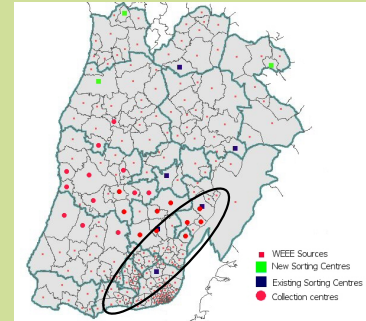 WEEE Sources
New Sorting Centres
Existing Sorting Centres
Collection centres